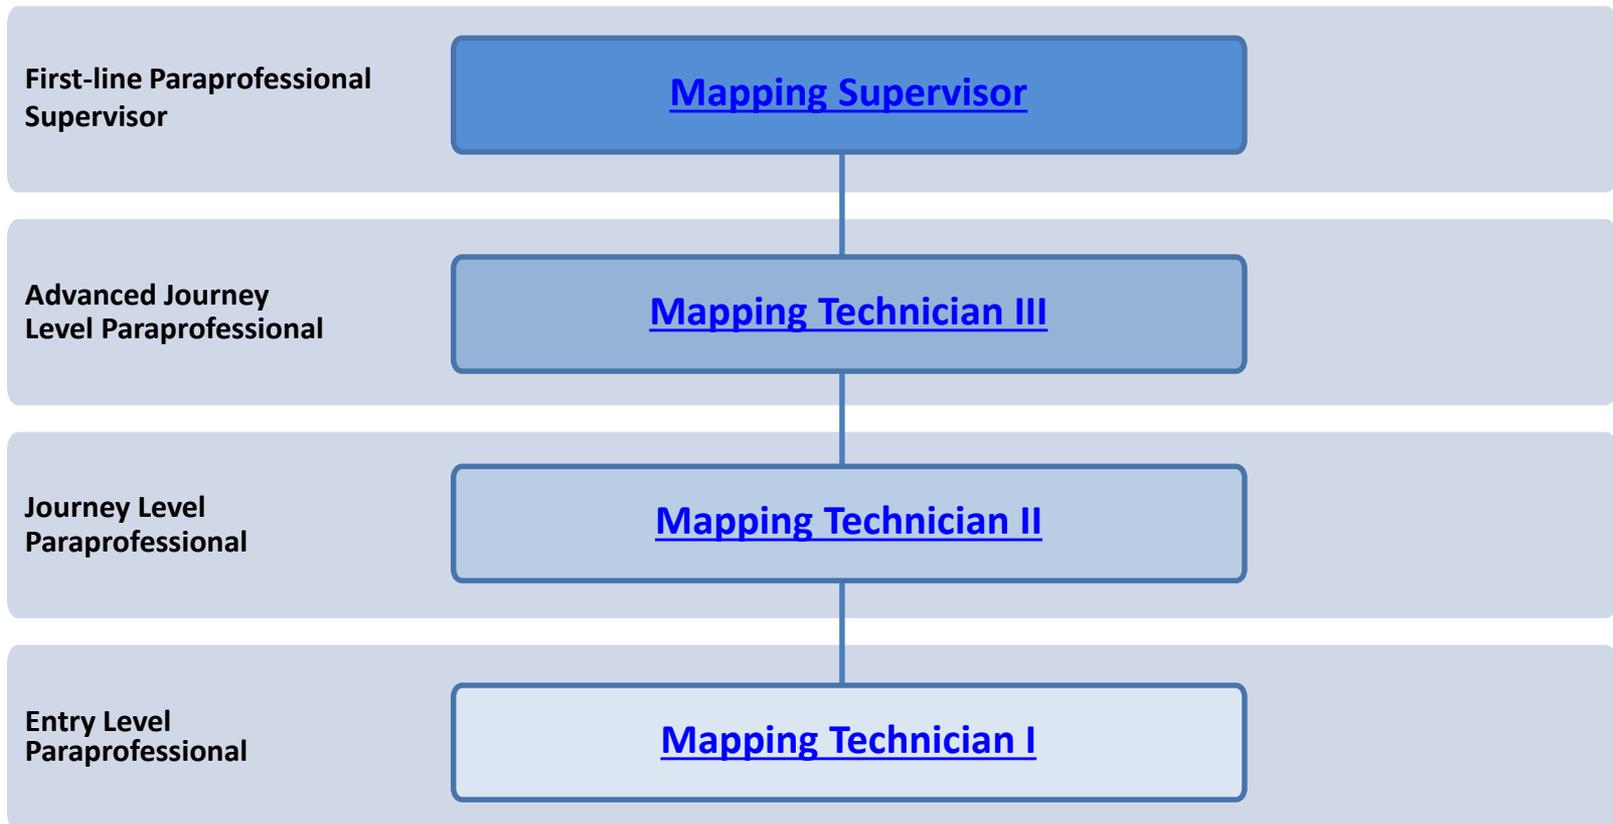 First-line Paraprofessional
Supervisor
Mapping Supervisor
Advanced Journey
Level Paraprofessional
Mapping Technician III
Journey Level
Paraprofessional
Mapping Technician II
Entry Level
Paraprofessional
Mapping Technician I